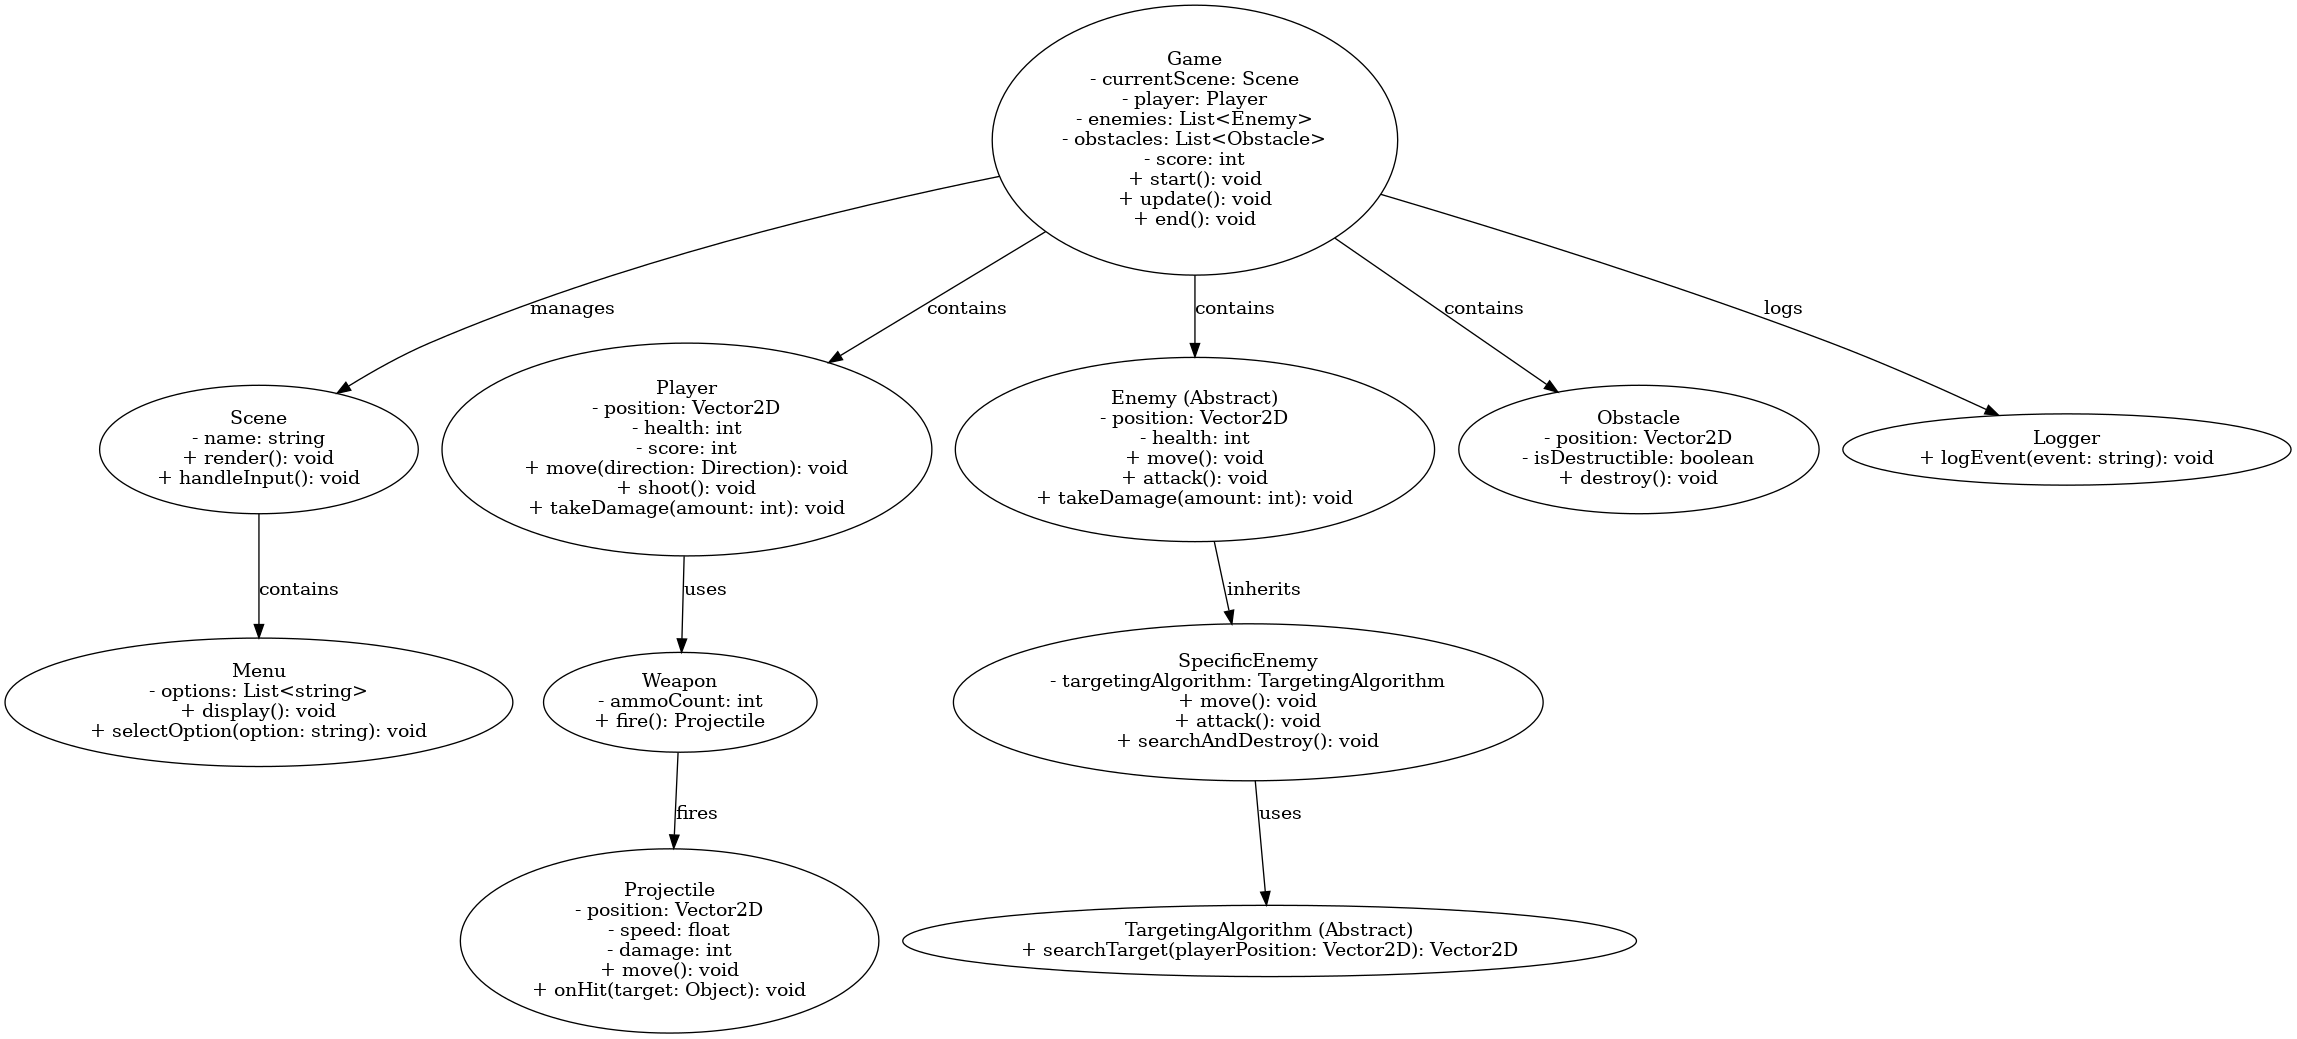 Game
- currentScene: Scene
- player: Player
- enemies: List<Enemy>
- obstacles: List<Obstacle>
- score: int
+ start(): void
+ update(): void
+ end(): void
manages
contains
contains
contains
logs
Scene
- name: string
+ render(): void
+ handleInput(): void
Player
- position: Vector2D
- health: int
- score: int
+ move(direction: Direction): void
+ shoot(): void
+ takeDamage(amount: int): void
Enemy (Abstract)
- position: Vector2D
- health: int
+ move(): void
+ attack(): void
+ takeDamage(amount: int): void
Obstacle
- position: Vector2D
- isDestructible: boolean
+ destroy(): void
Logger
+ logEvent(event: string): void
contains
uses
inherits
Menu
- options: List<string>
+ display(): void
+ selectOption(option: string): void
Weapon
- ammoCount: int
+ fire(): Projectile
SpecificEnemy
- targetingAlgorithm: TargetingAlgorithm
+ move(): void
+ attack(): void
+ searchAndDestroy(): void
fires
uses
Projectile
- position: Vector2D
- speed: float
- damage: int
+ move(): void
+ onHit(target: Object): void
TargetingAlgorithm (Abstract)
+ searchTarget(playerPosition: Vector2D): Vector2D